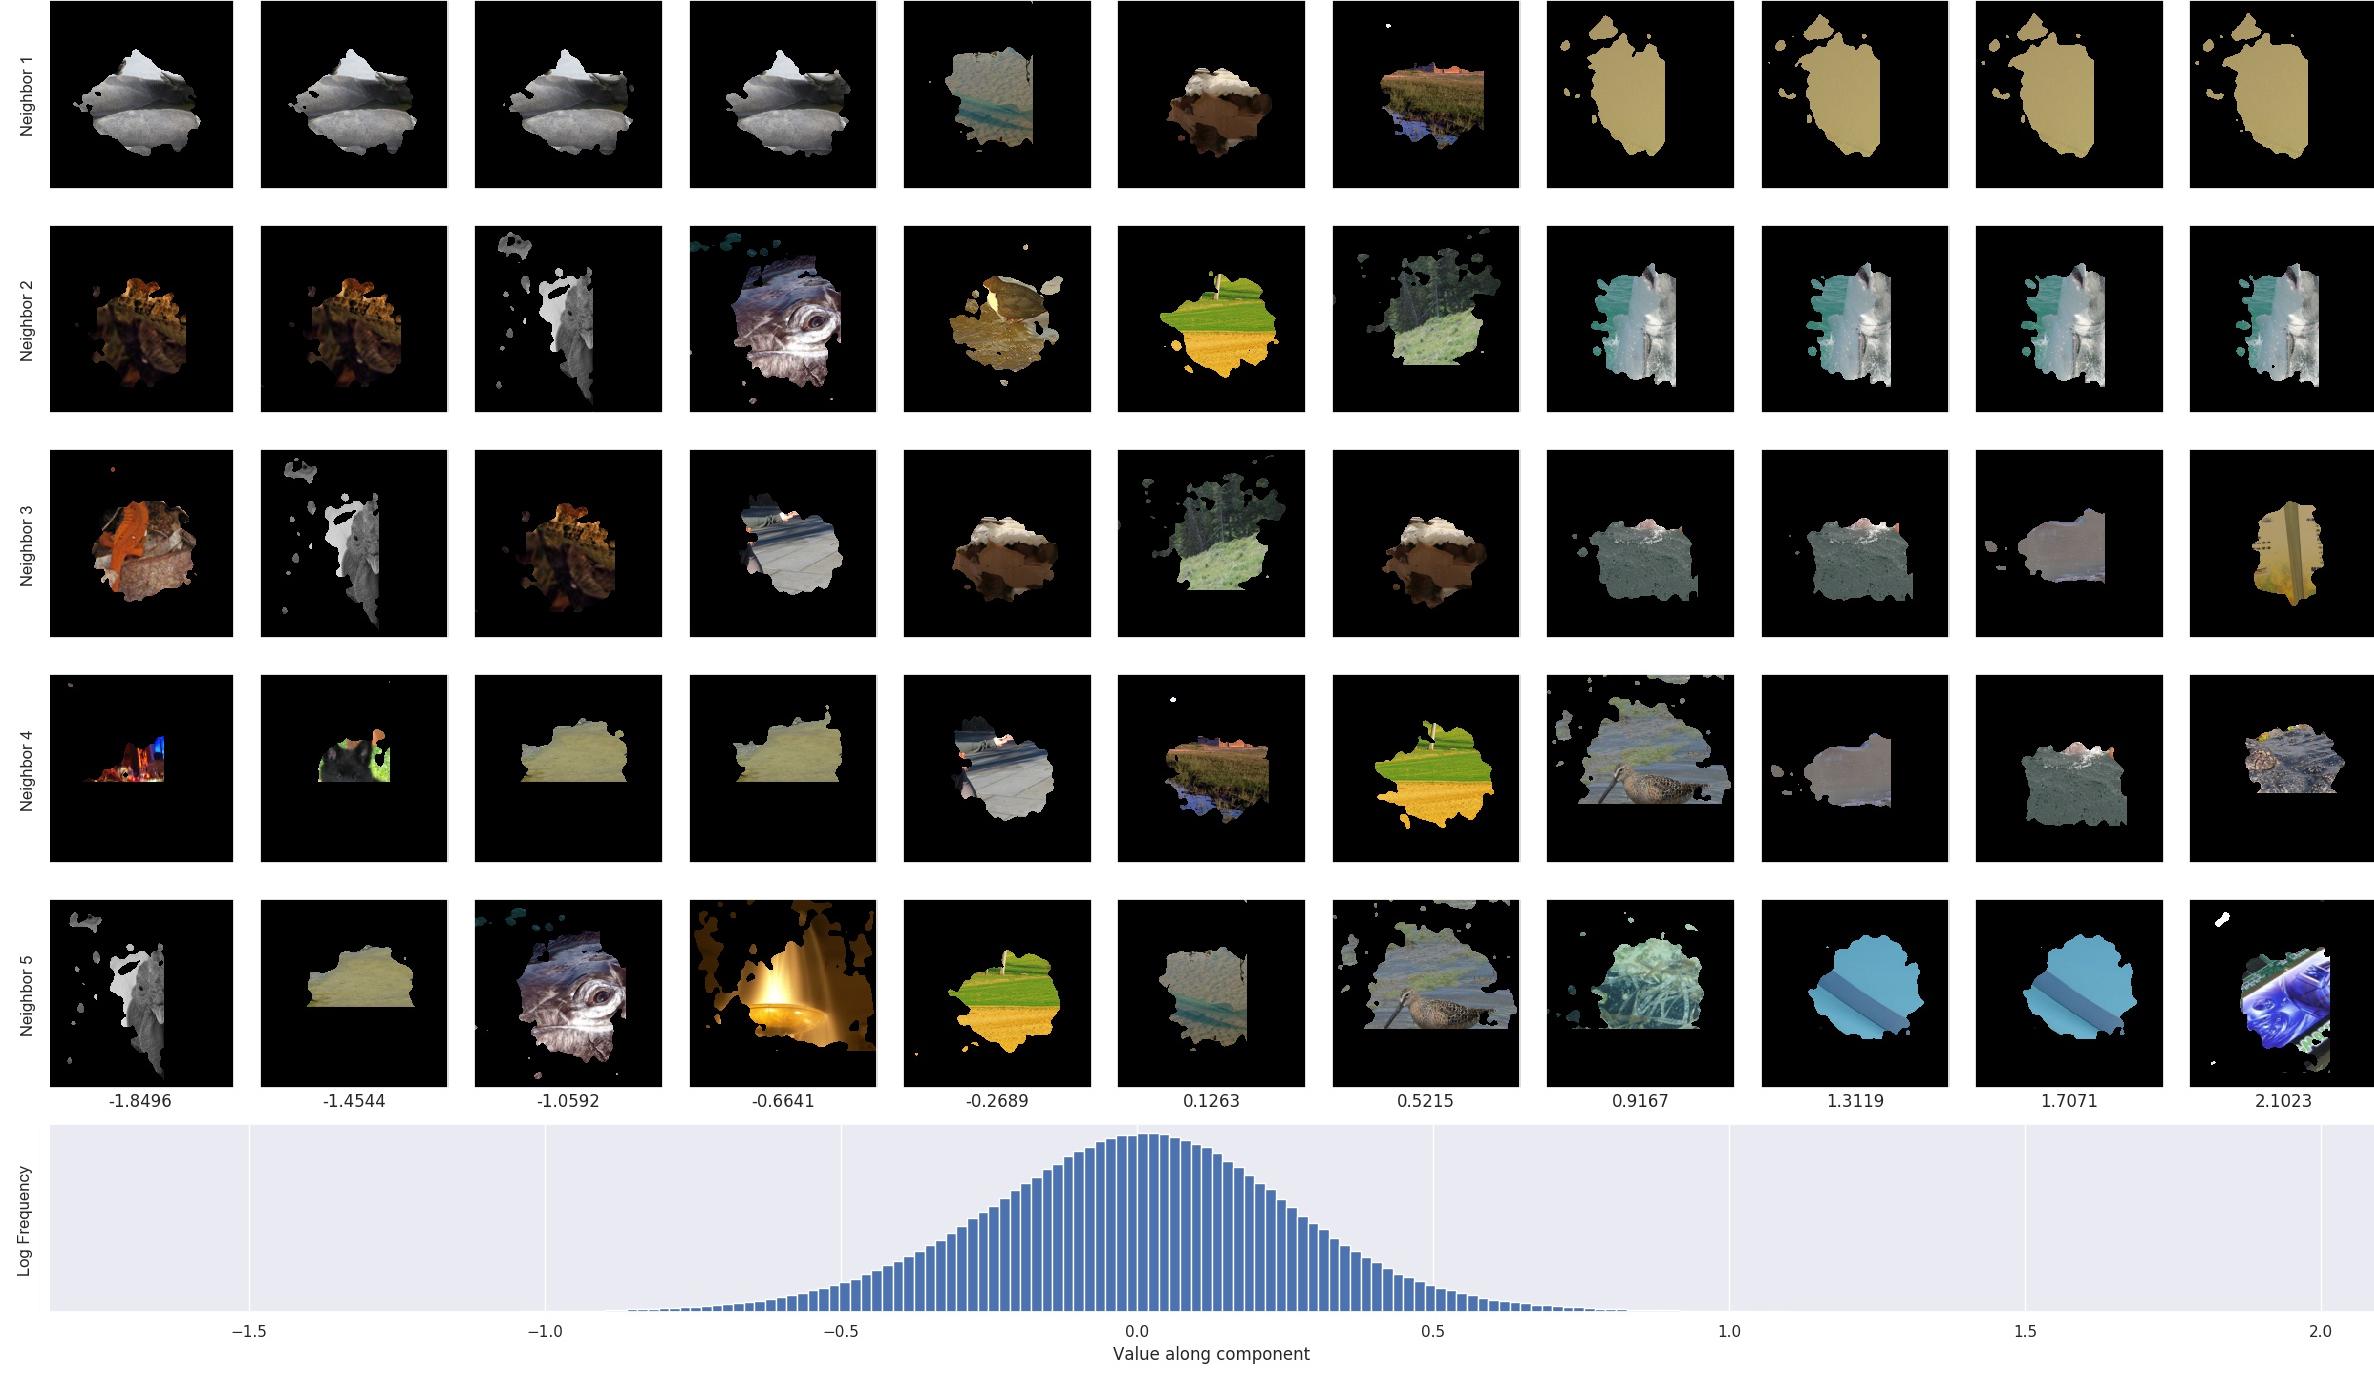 Neighbor 1
Neighbor 2
Neighbor 3
Neighbor 4
Neighbor 5
-1.8496 -1.4544 -1.0592 -0.6641 -0.2689 0.1263 0.5215 0.9167 1.3119 1.7071 2.1023
Log Frequency
−1.5 −1.0 −0.5 0.0 0.5 1.0 1.5 2.0
Value along component